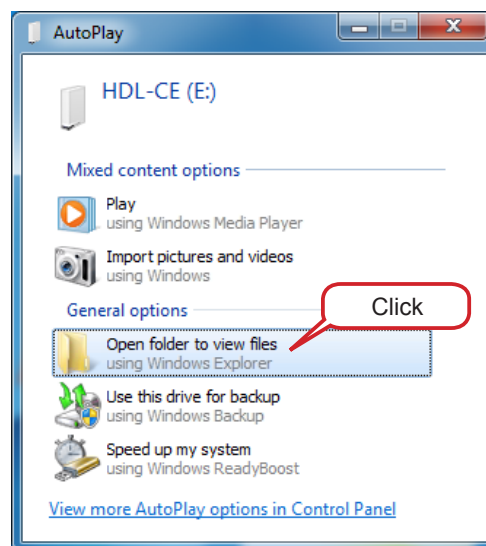 AutoPlay
HDL-CE (E:)
Mixed content options
Play
using Windows Media Player
Import pictures and videos
using Windows
General options
Click
Open folder to view files
using Windows Explorer
Use this drive for backup
using Windows Backup
Speed up my system
using Windows ReadyBoost
View more AutoPlay options in Control Panel